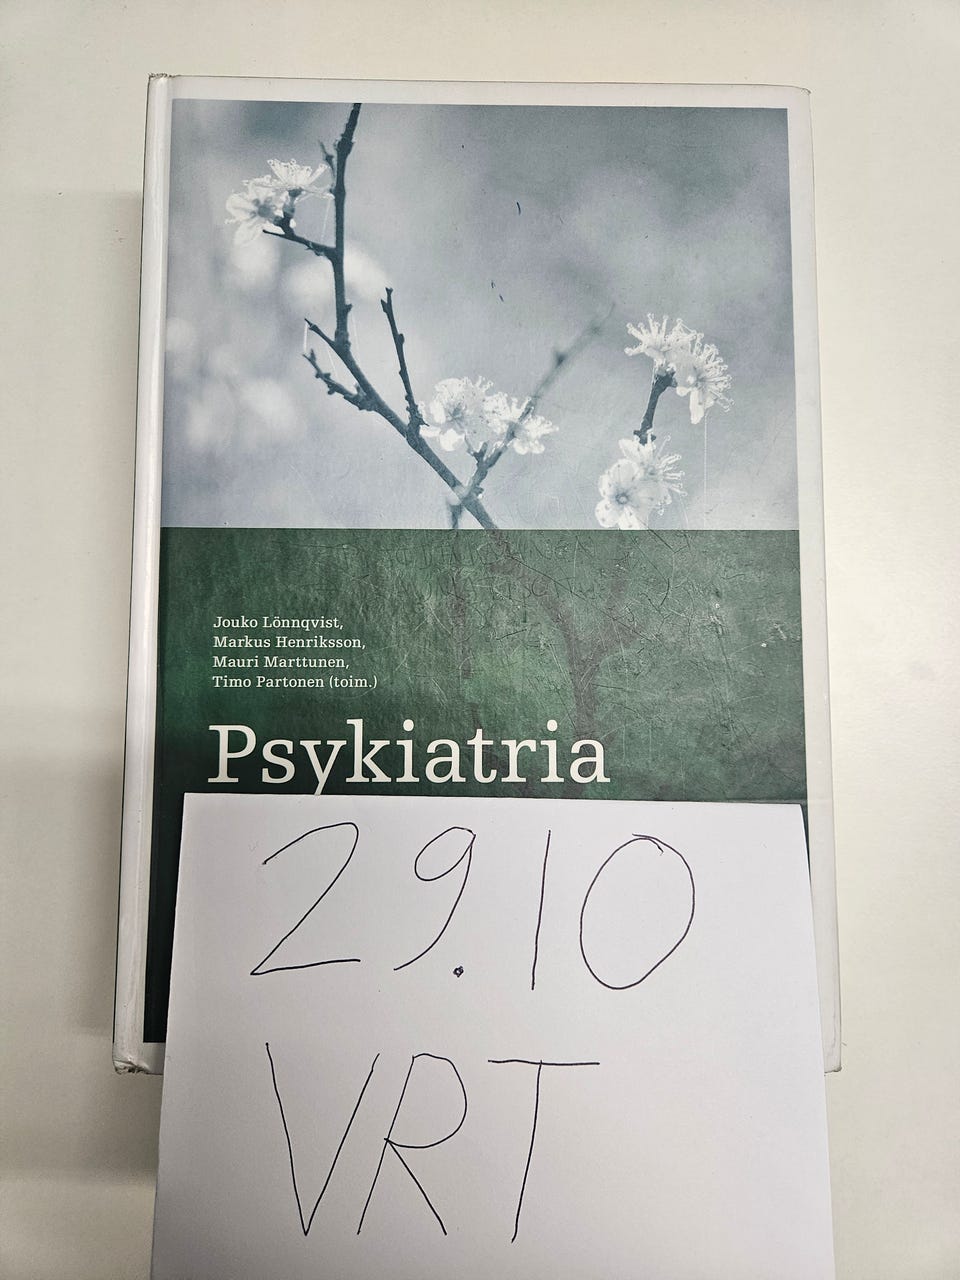 Jouko Lönnqvist,
Markus Henriksson,
Mauri Marttunen,
Timo Partonen (toim.)
Psykiatria
29.10
VRT